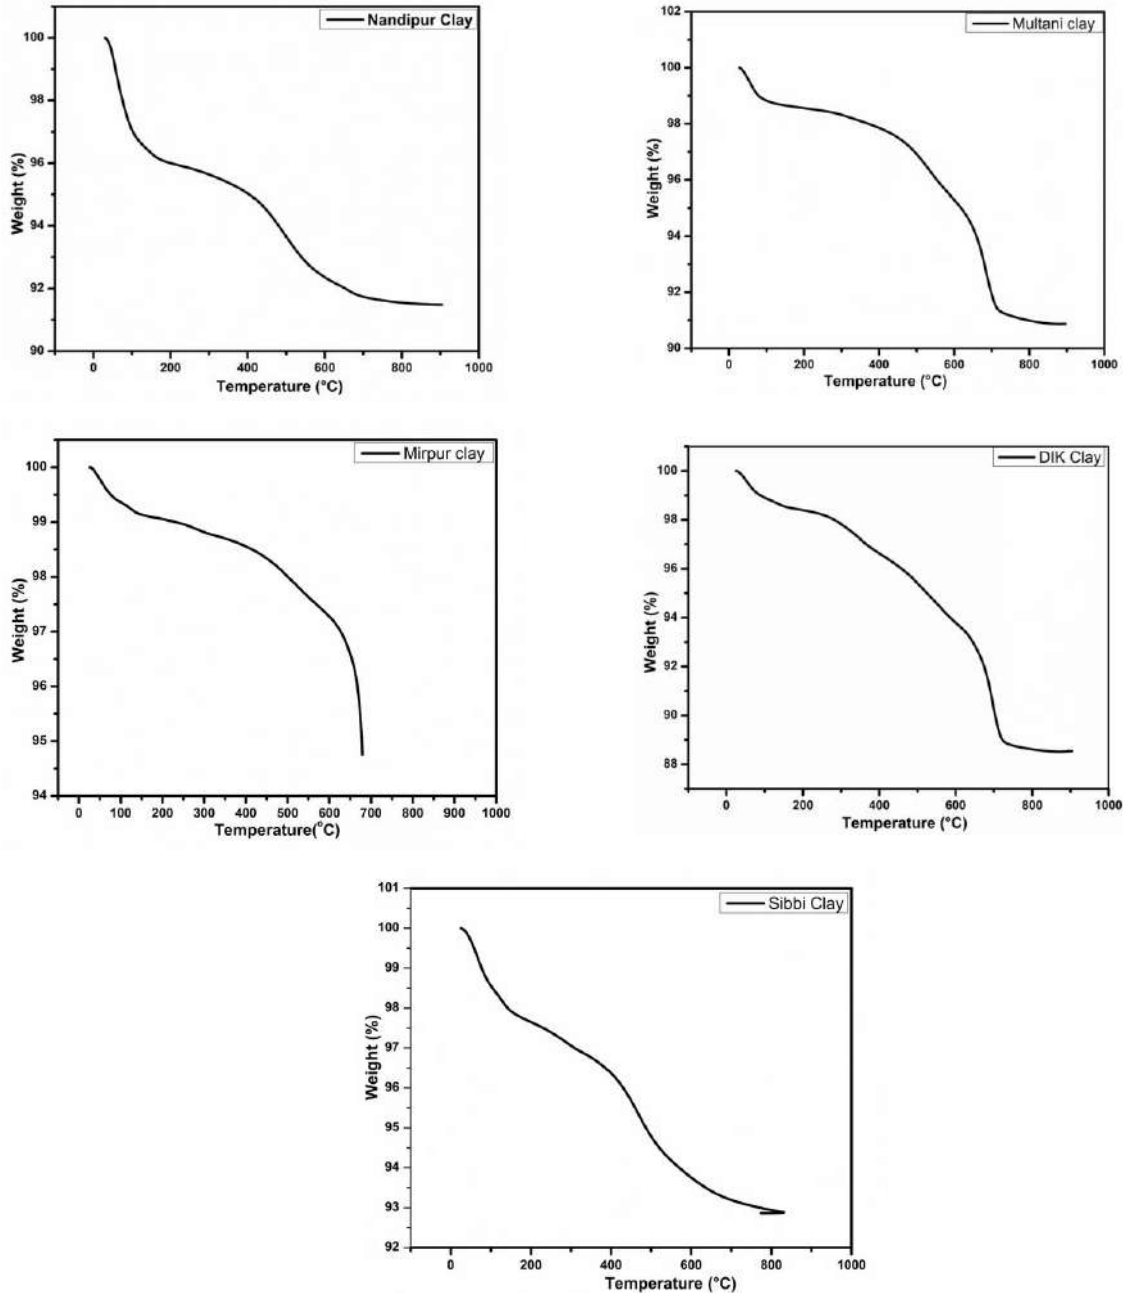 Nandipur Clay
100
98
96
94
92
90
Weight (%)
0 200 400 600 800 1000
Temperature (°C)
Multani clay
102
100
98
96
94
92
90
Weight (%)
0 200 400 600 800 1000
Temperature (°C)
Mirpur clay
100
99
98
97
96
95
94
Weight (%)
0 100 200 300 400 500 600 700 800 900 1000
Temperature(°C)
DIK Clay
100
98
96
94
92
90
88
Weight (%)
0 200 400 600 800 1000
Temperature (°C)
Sibbi Clay
101
100
99
98
97
96
95
94
93
92
Weight (%)
0 200 400 600 800 1000
Temperature (°C)